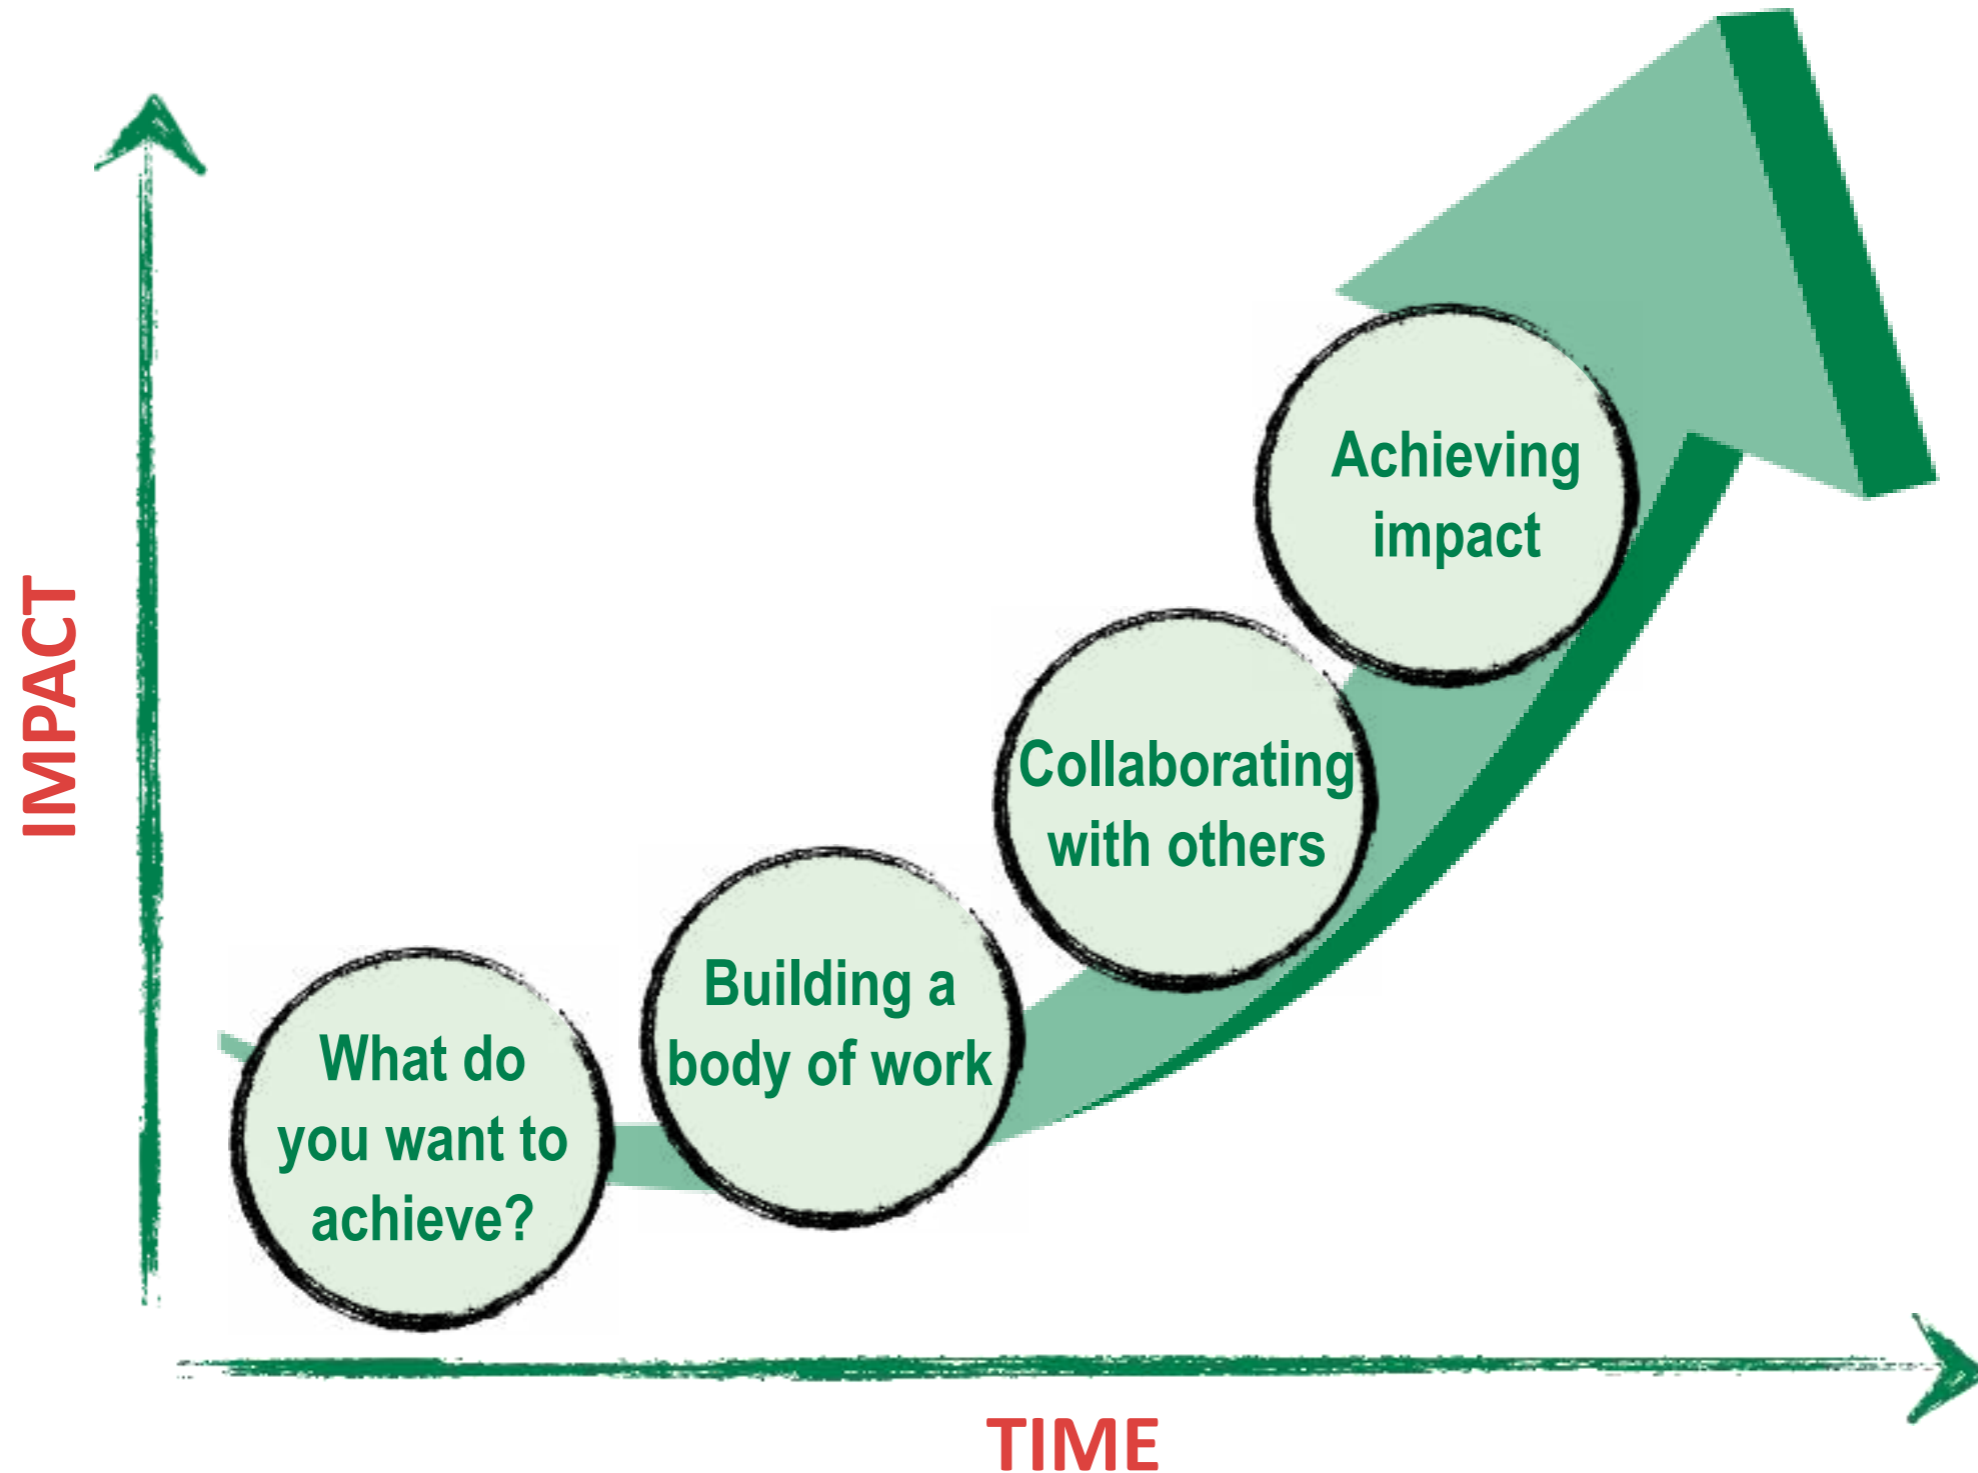 IMPACT
What do
you want to
achieve?
Building a
body of work
Collaborating
with others
Achieving
impact
TIME